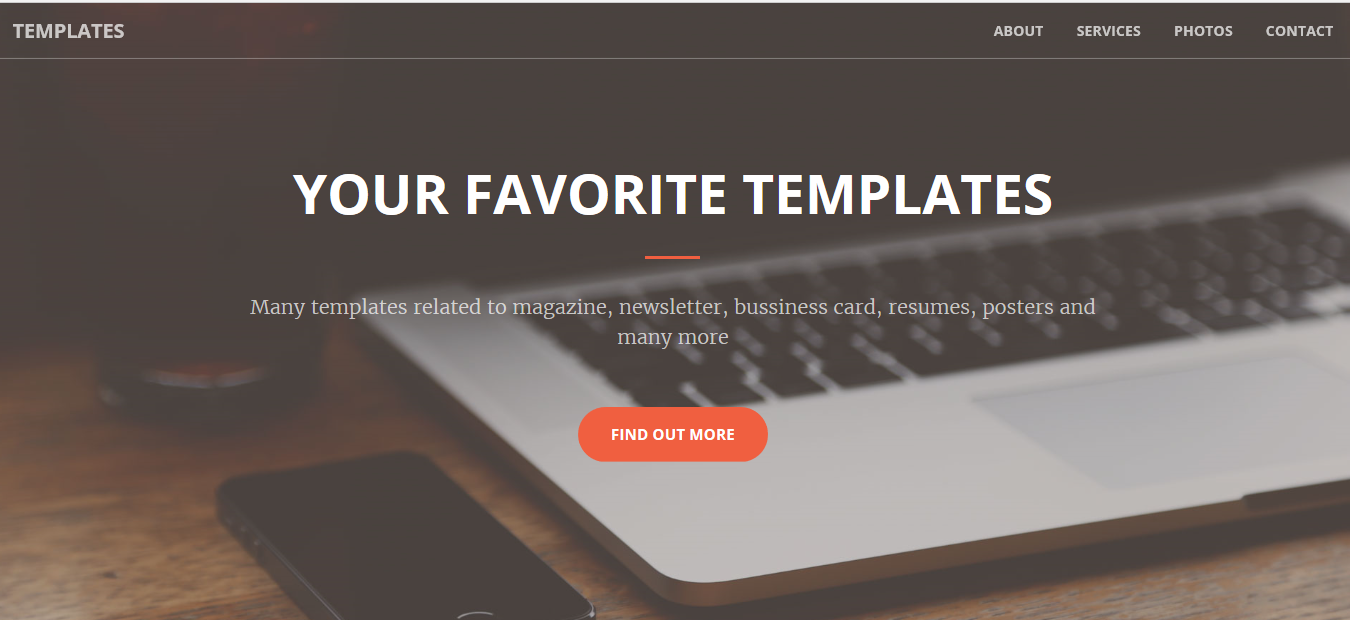 TEMPLATES
ABOUT SERVICES PHOTOS CONTACT
YOUR FAVORITE TEMPLATES
Many templates related to magazine, newsletter, bussiness card, resumes, posters and
many more
FIND OUT MORE